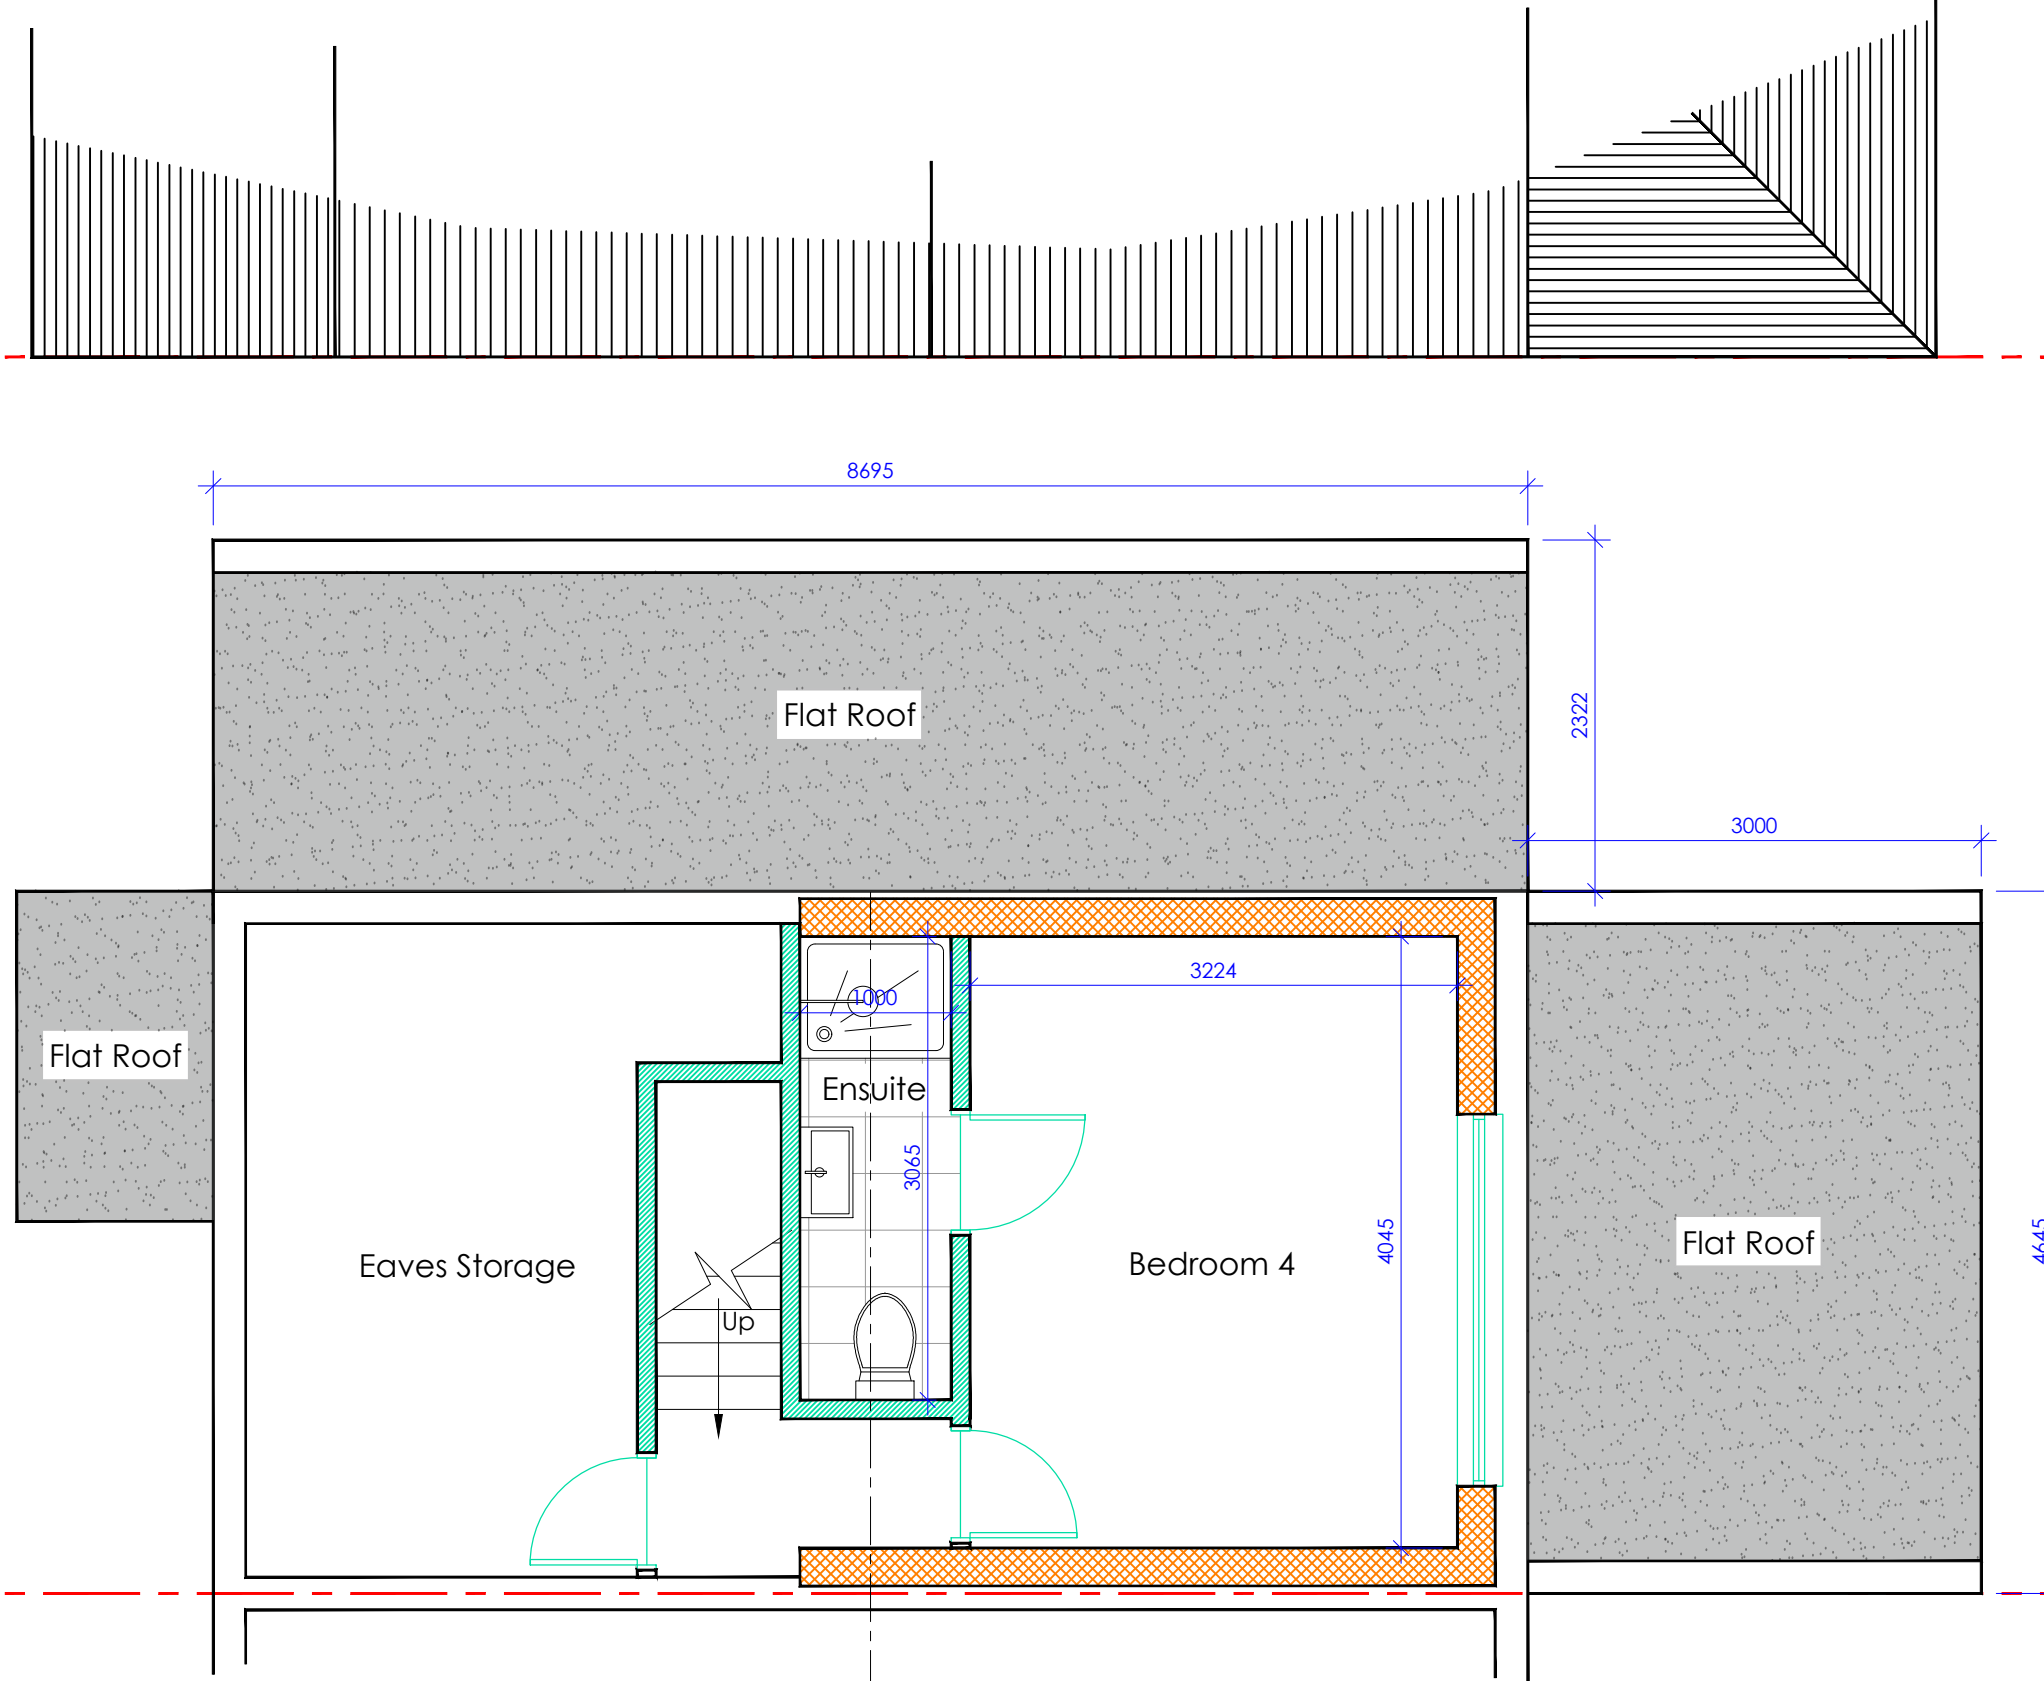 8695
2322
Flat Roof
3000
3224
1000
Flat Roof
Ensuite
3065
4045
4645
Flat Roof
Eaves Storage
Bedroom 4
Up